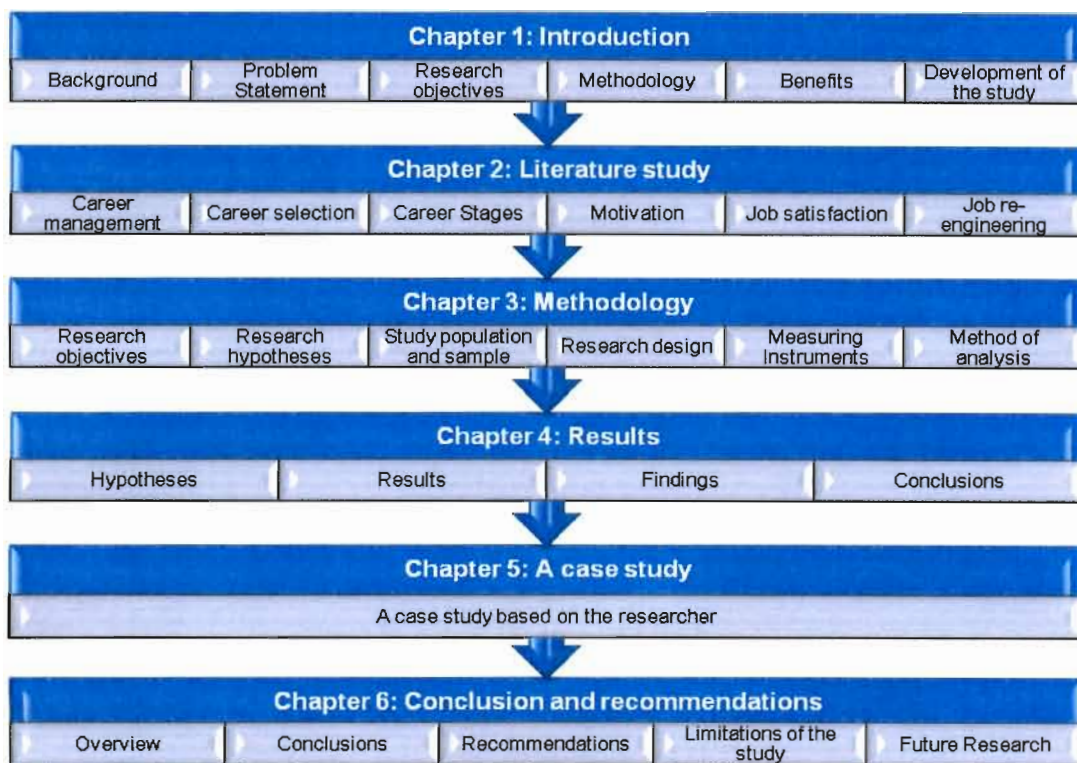 Chapter 1: Introduction
Background
Problem
Statement
Research
objectives
Methodology
Benefits
Development of
the study
Chapter 2: Literature study
Career
management
Career selection
Career Stages
Motivation
Job satisfaction
Job re-
engineering
Chapter 3: Methodology
Research
objectives
Research
hypotheses
Study population
and sample
Research design
Measuring
Instruments
Method of
analysis
Chapter 4: Results
Hypotheses
Results
Findings
Conclusions
Chapter 5: A case study
A case study based on the researcher
Chapter 6: Conclusion and recommendations
Overview
Conclusions
Recommendations
Limitations of the
study
Future Research